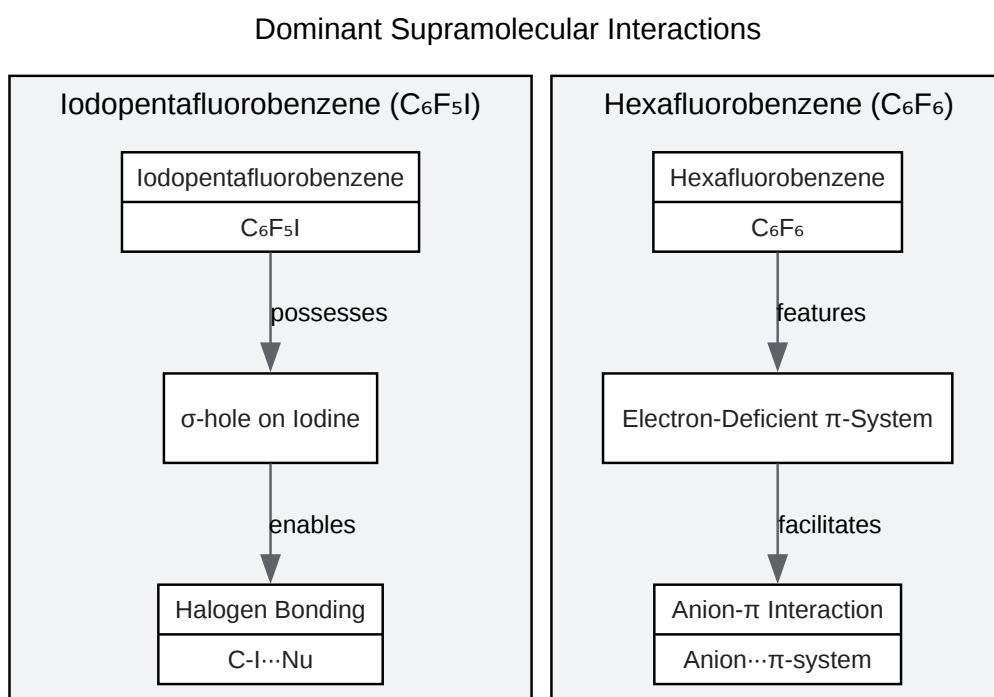 Dominant Supramolecular Interactions
Iodopentafluorobenzene (C₆F₅I)
Iodopentafluorobenzene
C₆F₅I
possesses
σ-hole on Iodine
enables
Halogen Bonding
C-I···Nu
Hexafluorobenzene (C₆F₆)
Hexafluorobenzene
C₆F₆
features
Electron-Deficient π-System
facilitates
Anion-π Interaction
Anion···π-system